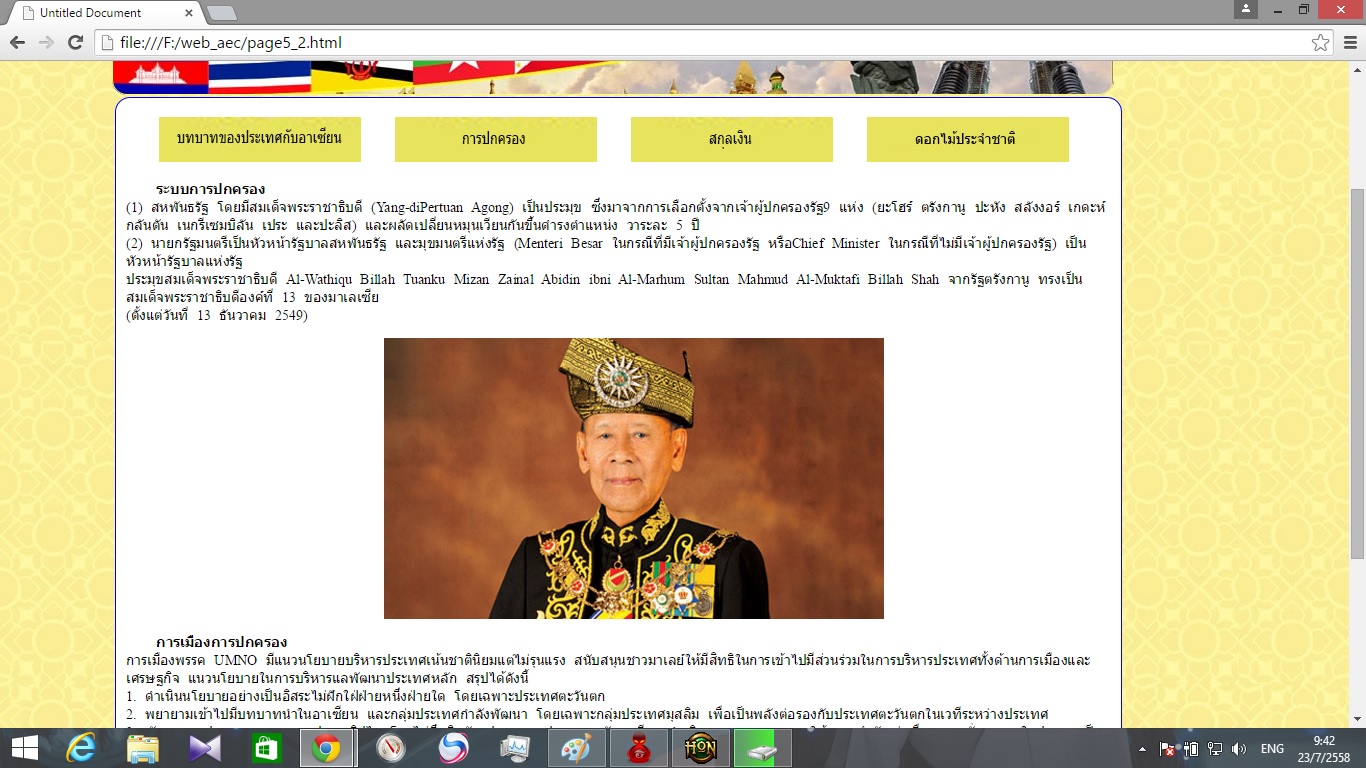 Untitled Document
file:///F:/web_aec/page5_2.html
บทบาทของประเทศกับอาเซียน
การปกครอง
สกุลเงิน
ดอกไม้ประจำชาติ
ระบบการปกครอง
(1) สหพันธรัฐ โดยมีสมเด็จพระราชาธิบดี (Yang-diPertuan Agong) เป็นประมุข ซึ่งมาจากการเลือกตั้งจากเจ้าผู้ปกครองรัฐ9 แห่ง (ยะโฮร์ ตรังกานู ปะหัง สลังงอร์ เกดะห์
กลันตัน เนกรีเซมบิลัน เประ และปะลิส) และผลัดเปลี่ยนหมุนเวียนกันขึ้นดำรงตำแหน่ง วาระละ 5 ปี
(2) นายกรัฐมนตรีเป็นหัวหน้ารัฐบาลสหพันธรัฐ และมุขมนตรีแห่งรัฐ (Menteri Besar ในกรณีที่มีเจ้าผู้ปกครองรัฐ หรือChief Minister ในกรณีที่ไม่มีเจ้าผู้ปกครองรัฐ) เป็น
หัวหน้ารัฐบาลแห่งรัฐ
ประมุขสมเด็จพระราชาธิบดี Al-Wathiqu Billah Tuanku Mizan Zainal Abidin ibni Al-Marhum Sultan Mahmud Al-Muktafi Billah Shah จากรัฐตรังกานู ทรงเป็น
สมเด็จพระราชาธิบดีองค์ที่ 13 ของมาเลเซีย
(ตั้งแต่วันที่ 13 ธันวาคม 2549)
การเมืองการปกครอง
การเมืองพรรค UMNO มีแนวนโยบายบริหารประเทศเน้นชาตินิยมแต่ไม่รุนแรง สนับสนุนชาวมาเลย์ให้มีสิทธิในการเข้าไปมีส่วนร่วมในการบริหารประเทศทั้งด้านการเมืองและ
เศรษฐกิจ แนวนโยบายในการบริหารแลพัฒนาประเทศหลัก สรุปได้ดังนี้
1. ดำเนินนโยบายอย่างเป็นอิสระไม่ฝักใฝ่ฝ่ายหนึ่งฝ่ายใด โดยเฉพาะประเทศตะวันตก
2. พยายามเข้าไปมีบทบาทนำในอาเซียน และกลุ่มประเทศกำลังพัฒนา โดยเฉพาะกลุ่มประเทศมุสลิม เพื่อเป็นพลังต่อรองกับประเทศตะวันตกในเวทีระหว่างประเทศ
HON
ENG
9:42
23/7/2558